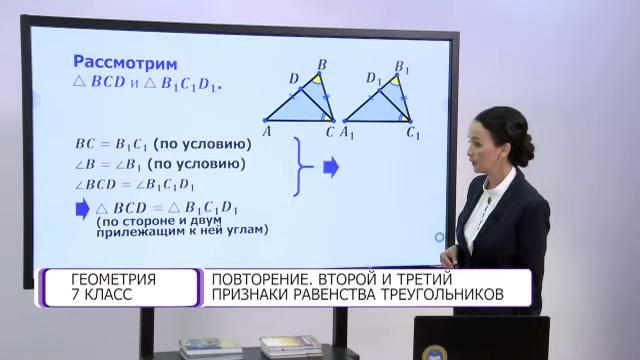 Рассмотрим
△ BCD и △ B₁C₁D₁.
B
D
A
C
B₁
D₁
A₁
C₁
BC = B₁C₁ (по условию)
∠B = ∠B₁ (по условию)
∠BCD = ∠B₁C₁D₁
△ BCD = △ B₁C₁D₁
(по стороне и двум
прилежащим к ней углам)
ГЕОМЕТРИЯ
7 КЛАСС
ПОВТОРЕНИЕ. ВТОРОЙ И ТРЕТИЙ
ПРИЗНАКИ РАВЕНСТВА ТРЕУГОЛЬНИКОВ